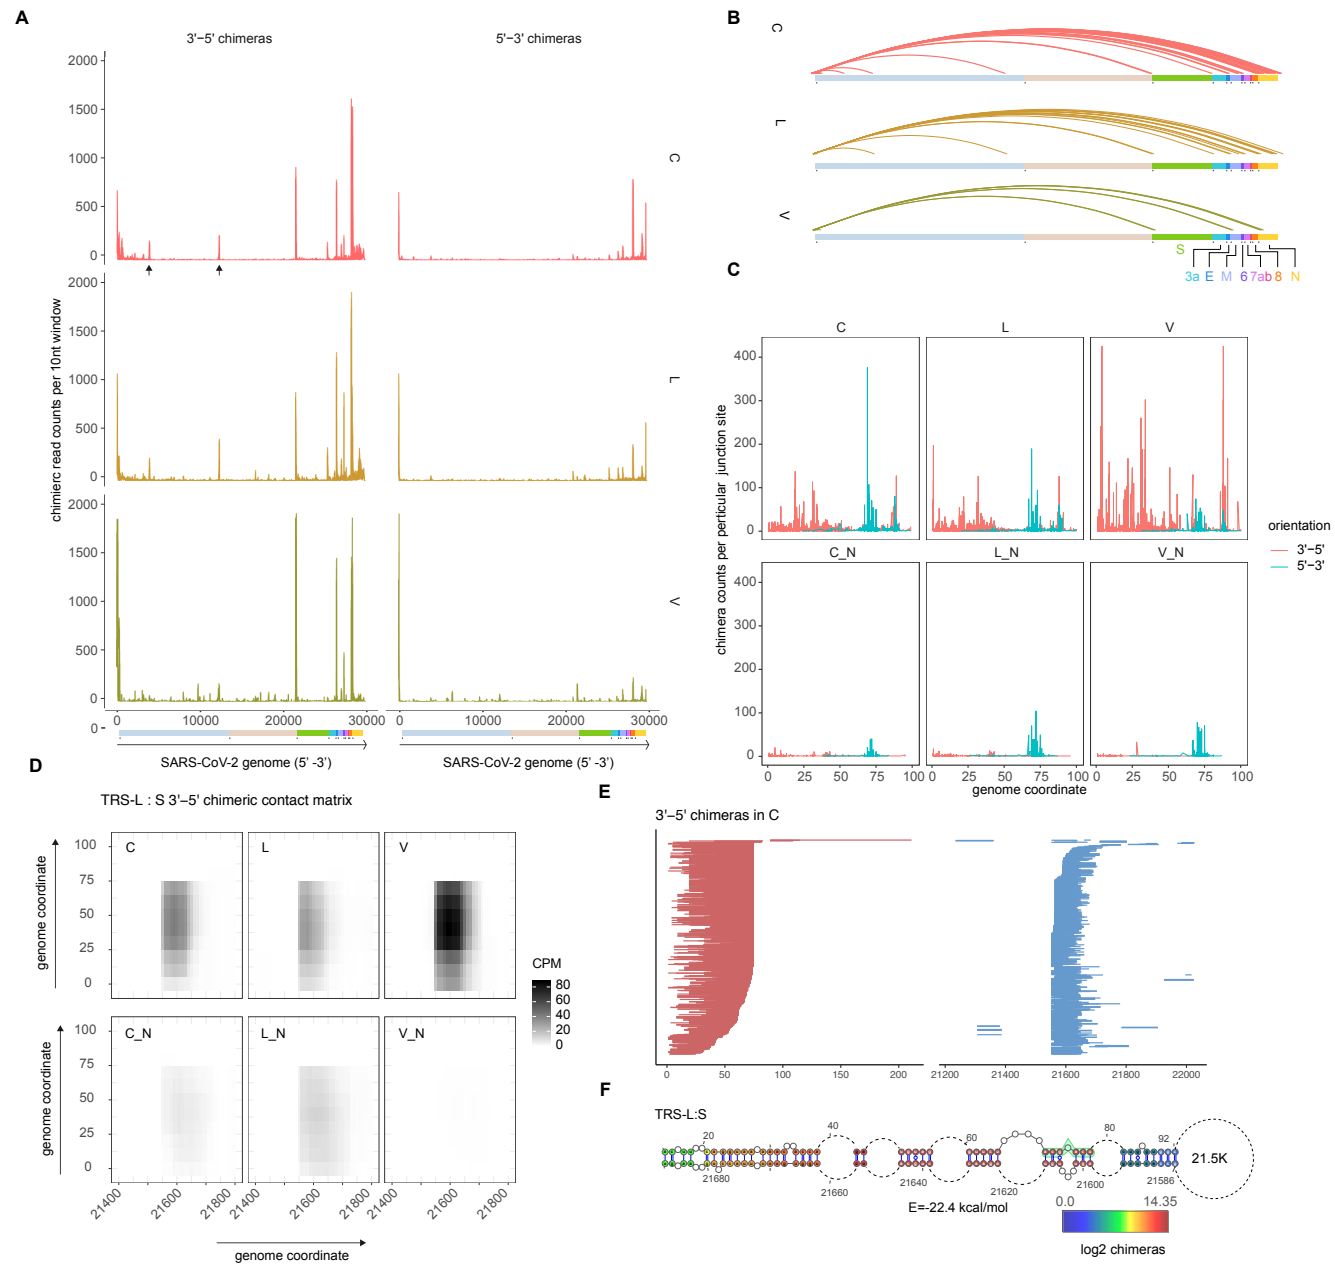 A
3'−5' chimeras
5'−3' chimeras
chimierc read counts per 10nt window
2000
1500
1000
500
0
C
2000
1500
1000
500
0
L
2000
1500
1000
500
0
V
0 -
0 10000 20000 30000
0 10000 20000 30000
SARS-CoV-2 genome (5' -3')
SARS-CoV-2 genome (5' -3')
B
C
L
V
S
3a E M 6 7ab 8 N
C
C L V
chimera counts per perticular junction site
400
300
200
100
0
C_N L_N V_N
400
300
200
100
0
0 25 50 75 100
0 25 50 75 100
0 25 50 75 100
genome coordinate
orientation
3'−5'
5'−3'
D
TRS-L : S 3'−5' chimeric contact matrix
genome coordinate
100
75
50
25
0
C L V
genome coordinate
100
75
50
25
0
C_N L_N V_N
21400 21600 21800
21400 21600 21800
21400 21600 21800
genome coordinate
CPM
80
60
40
20
0
E
3'−5' chimeras in C
0 50 100 150 200
21200 21400 21600 21800 22000
F
TRS-L:S
20 40 60 80 92
21680 21660 21640 21620 21600 21586
21.5K
E=-22.4 kcal/mol
0.0 14.35
log2 chimeras